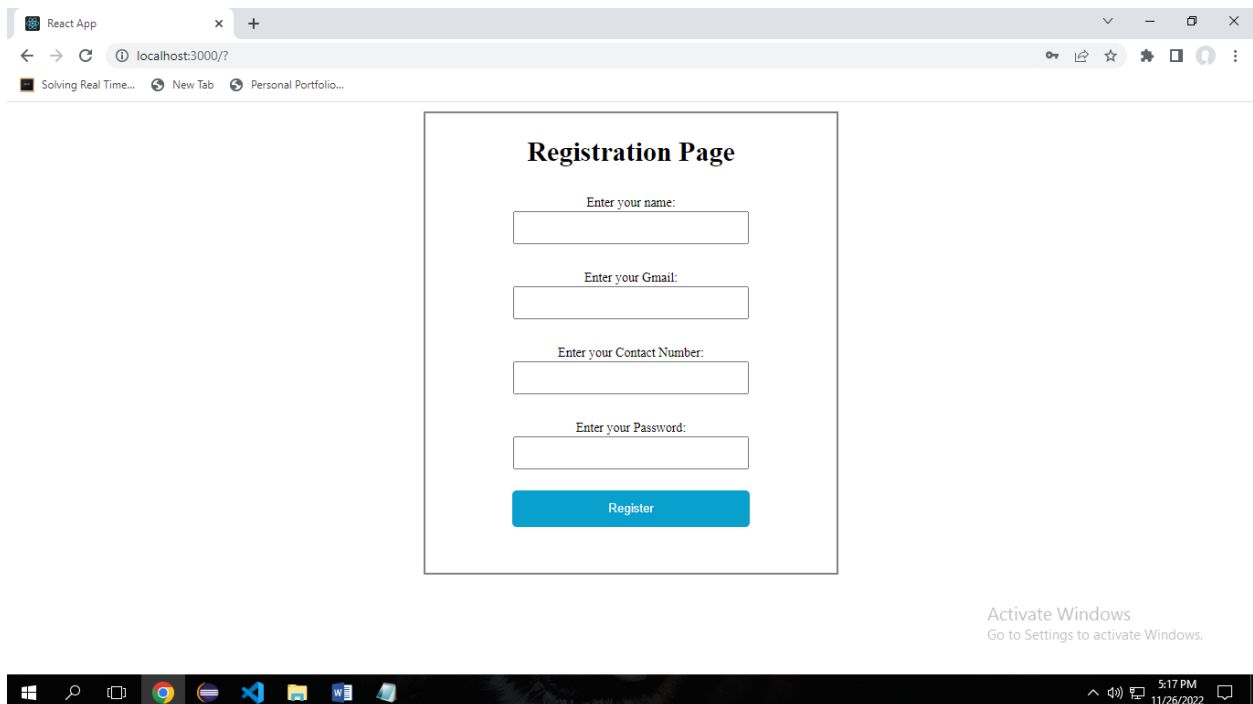 React App
localhost:3000/?
Solving Real Time... New Tab Personal Portfolio...
Registration Page
Enter your name:
Enter your Gmail:
Enter your Contact Number:
Enter your Password:
Register
Activate Windows
Go to Settings to activate Windows.
5:17 PM
11/26/2022